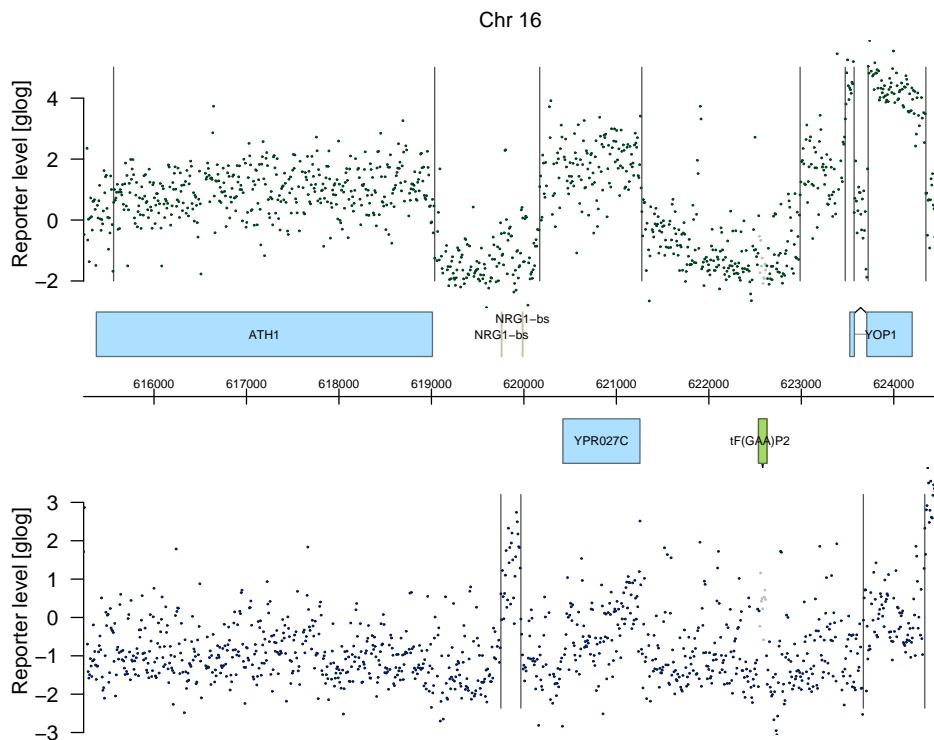 Chr 16
Reporter level [glog]
4
2
0
−2
NRG1−bs
ATH1
NRG1−bs
YOP1
616000 617000 618000 619000 620000 621000 622000 623000 624000
YPR027C
tF(GAA)P2
Reporter level [glog]
3
2
1
0
−1
−2
−3